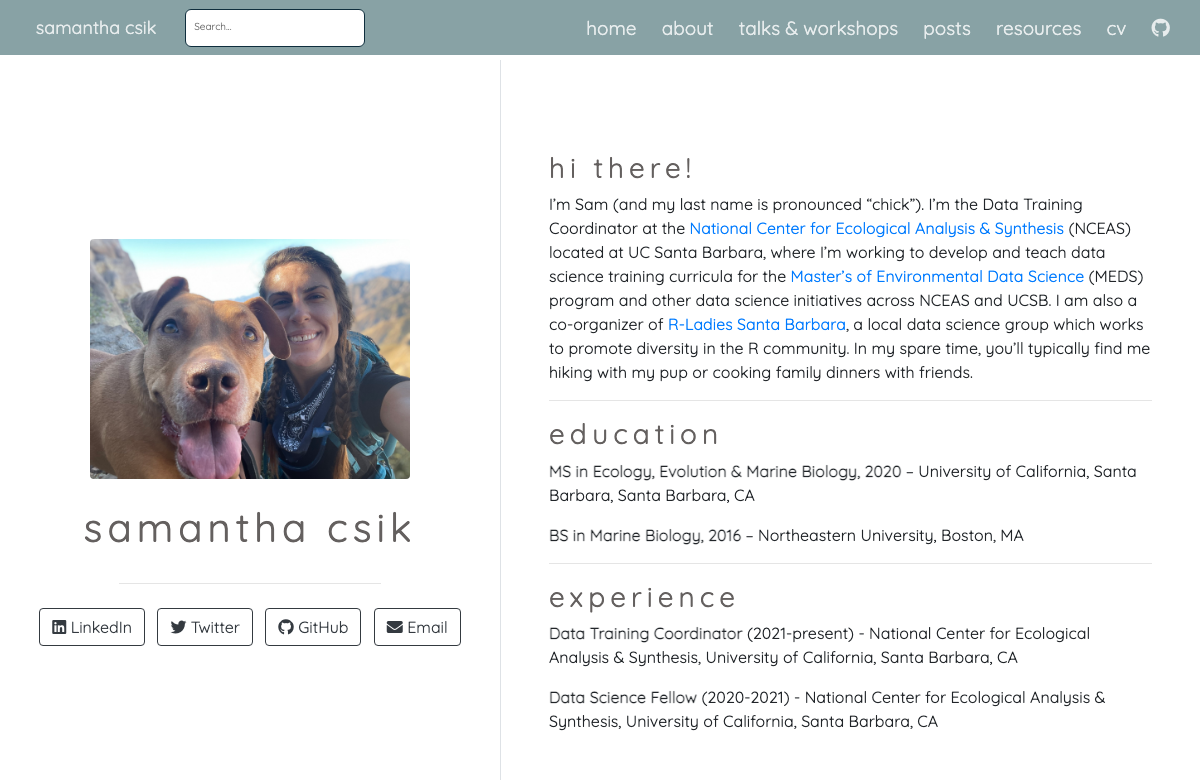 samantha csik
Search...
home about talks & workshops posts resources cv
samantha csik
LinkedIn Twitter GitHub Email
hi there!
I’m Sam (and my last name is pronounced “chick”). I’m the Data Training
Coordinator at the National Center for Ecological Analysis & Synthesis (NCEAS)
located at UC Santa Barbara, where I’m working to develop and teach data
science training curricula for the Master’s of Environmental Data Science (MEDS)
program and other data science initiatives across NCEAS and UCSB. I am also a
co-organizer of R-Ladies Santa Barbara, a local data science group which works
to promote diversity in the R community. In my spare time, you’ll typically find me
hiking with my pup or cooking family dinners with friends.
education
MS in Ecology, Evolution & Marine Biology, 2020 – University of California, Santa
Barbara, Santa Barbara, CA
BS in Marine Biology, 2016 – Northeastern University, Boston, MA
experience
Data Training Coordinator (2021-present) - National Center for Ecological
Analysis & Synthesis, University of California, Santa Barbara, CA
Data Science Fellow (2020-2021) - National Center for Ecological Analysis &
Synthesis, University of California, Santa Barbara, CA